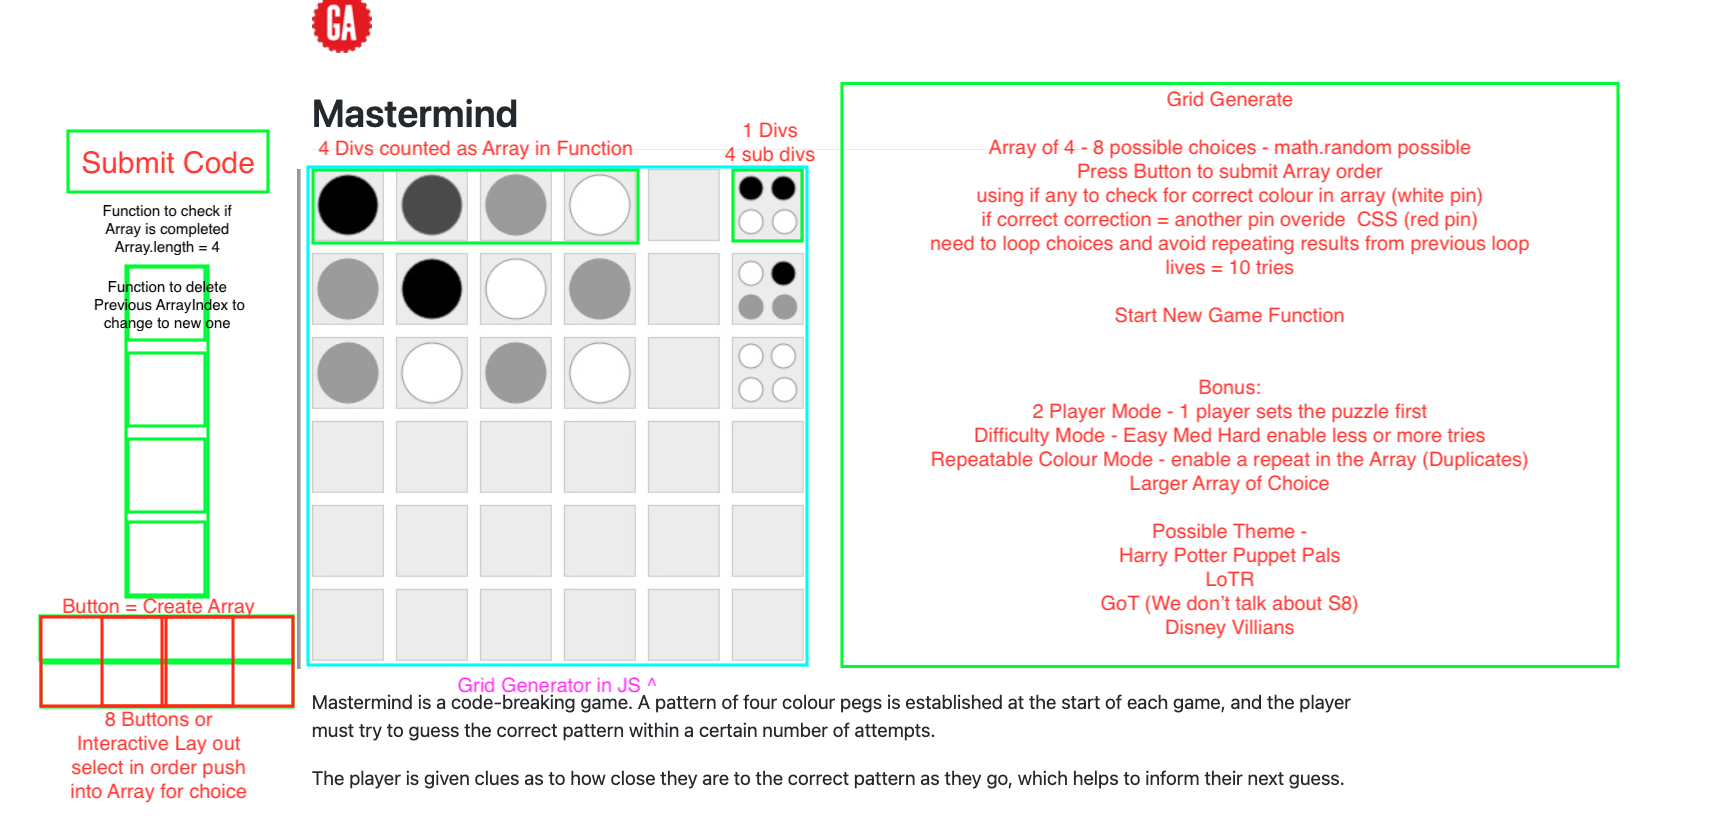 GA
Mastermind
4 Divs counted as Array in Function
1 Divs
4 sub divs
Submit Code
Function to check if
Array is completed
Array.length = 4
Function to delete
Previous ArrayIndex to
change to new one
Button = Create Array
8 Buttons or
Interactive Lay out
select in order push
into Array for choice
Grid Generate
Array of 4 - 8 possible choices - math.random possible
Press Button to submit Array order
using if any to check for correct colour in array (white pin)
if correct correction = another pin overide CSS (red pin)
need to loop choices and avoid repeating results from previous loop
lives = 10 tries
Start New Game Function
Bonus:
2 Player Mode - 1 player sets the puzzle first
Difficulty Mode - Easy Med Hard enable less or more tries
Repeatable Colour Mode - enable a repeat in the Array (Duplicates)
Larger Array of Choice
Possible Theme -
Harry Potter Puppet Pals
LoTR
GoT (We don't talk about S8)
Disney Villians
Grid Generator in JS ^
Mastermind is a code-breaking game. A pattern of four colour pegs is established at the start of each game, and the player
must try to guess the correct pattern within a certain number of attempts.
The player is given clues as to how close they are to the correct pattern as they go, which helps to inform their next guess.